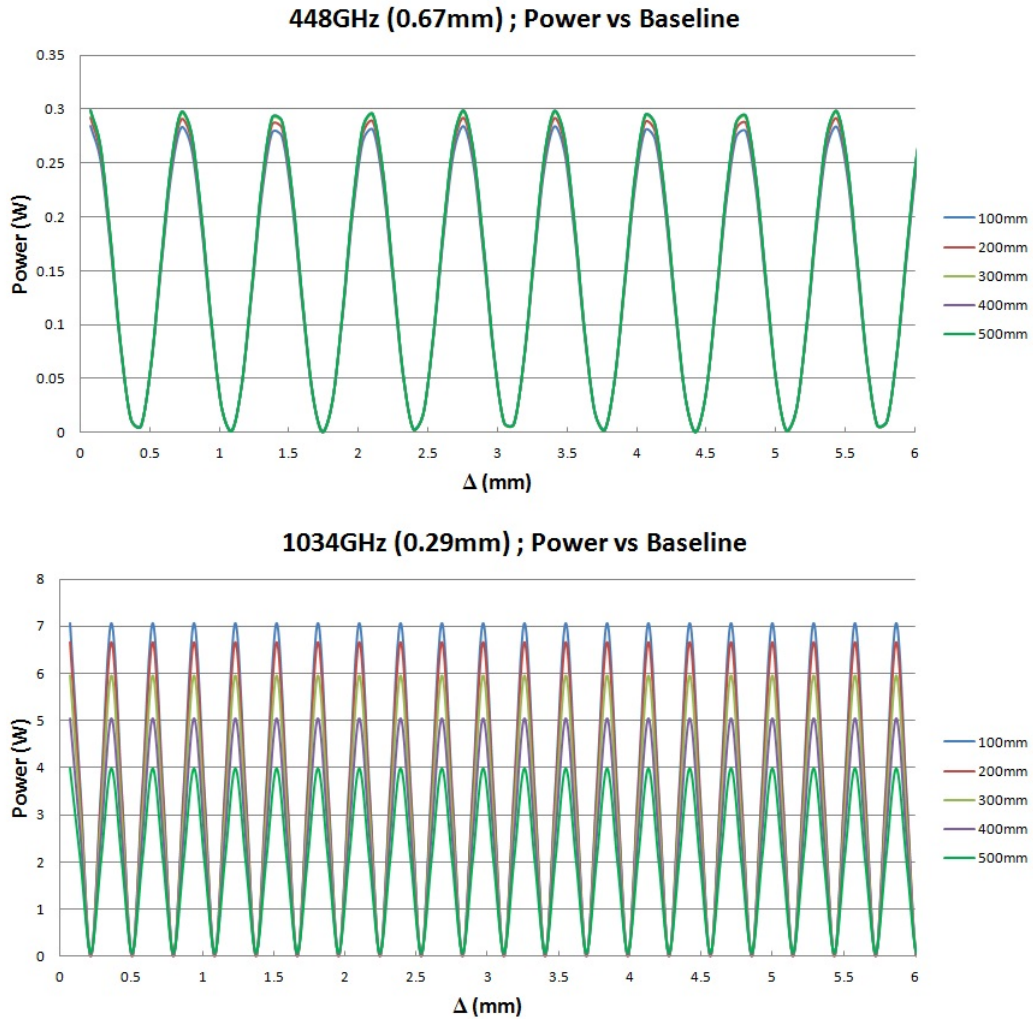 448GHz (0.67mm) ; Power vs Baseline
0.35
0.3
0.25
0.2
0.15
0.1
0.05
0
Power (W)
0 0.5 1 1.5 2 2.5 3 3.5 4 4.5 5 5.5 6
Δ (mm)
100mm
200mm
300mm
400mm
500mm
1034GHz (0.29mm) ; Power vs Baseline
8
7
6
5
4
3
2
1
0
Power (W)
0 0.5 1 1.5 2 2.5 3 3.5 4 4.5 5 5.5 6
Δ (mm)
100mm
200mm
300mm
400mm
500mm